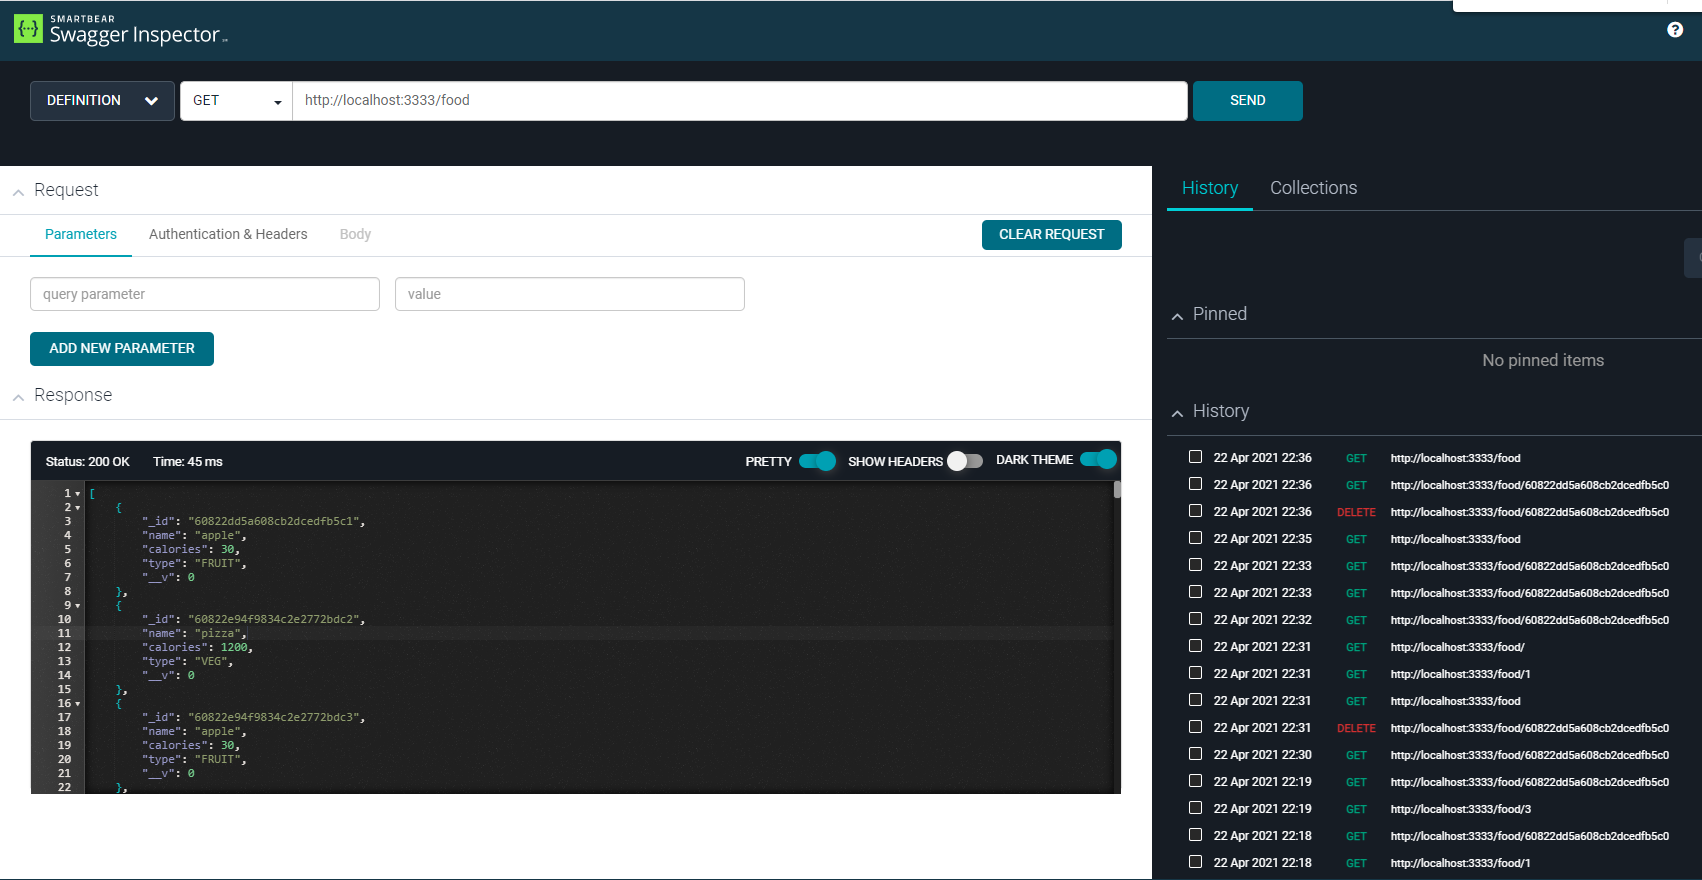 SMARTBEAR
Swagger Inspector
DEFINITION
GET
http://localhost:3333/food
SEND
Request
Parameters
Authentication & Headers
Body
CLEAR REQUEST
query parameter
value
ADD NEW PARAMETER
Response
Status: 200 OK
Time: 45 ms
PRETTY
SHOW HEADERS
DARK THEME
1 [
2 {
3 "_id": "60822dd5a608cb2dcedfb5c1",
4 "name": "apple",
5 "calories": 30,
6 "type": "FRUIT",
7 "__v": 0
8 },
9 {
10 "_id": "60822e94f9834c2e2772bdc2",
11 "name": "pizza",
12 "calories": 1200,
13 "type": "VEG",
14 "__v": 0
15 },
16 {
17 "_id": "60822e94f9834c2e2772bdc3",
18 "name": "apple",
19 "calories": 30,
20 "type": "FRUIT",
21 "__v": 0
22 },
History
Collections
Pinned
No pinned items
History
22 Apr 2021 22:36 GET http://localhost:3333/food
22 Apr 2021 22:36 GET http://localhost:3333/food/60822dd5a608cb2dcedfb5c0
22 Apr 2021 22:36 DELETE http://localhost:3333/food/60822dd5a608cb2dcedfb5c0
22 Apr 2021 22:35 GET http://localhost:3333/food
22 Apr 2021 22:33 GET http://localhost:3333/food/60822dd5a608cb2dcedfb5c0
22 Apr 2021 22:33 GET http://localhost:3333/food/60822dd5a608cb2dcedfb5c0
22 Apr 2021 22:32 GET http://localhost:3333/food/60822dd5a608cb2dcedfb5c0
22 Apr 2021 22:31 GET http://localhost:3333/food/
22 Apr 2021 22:31 GET http://localhost:3333/food/1
22 Apr 2021 22:31 GET http://localhost:3333/food
22 Apr 2021 22:31 DELETE http://localhost:3333/food/60822dd5a608cb2dcedfb5c0
22 Apr 2021 22:30 GET http://localhost:3333/food/60822dd5a608cb2dcedfb5c0
22 Apr 2021 22:19 GET http://localhost:3333/food/60822dd5a608cb2dcedfb5c0
22 Apr 2021 22:19 GET http://localhost:3333/food/3
22 Apr 2021 22:18 GET http://localhost:3333/food/60822dd5a608cb2dcedfb5c0
22 Apr 2021 22:18 GET http://localhost:3333/food/1